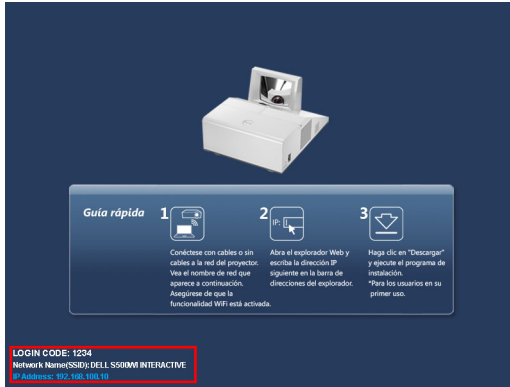 Guía rápida
1
2
IP:
3
Conéctese con cables o sin
cables a la red del proyector.
Vea el nombre de red que
aparece a continuación.
Asegúrese de que la
funcionalidad WiFi está activada.
Abra el explorador Web y
escriba la dirección IP
siguiente en la barra de
direcciones del explorador.
Haga clic en "Descargar"
y ejecute el programa de
instalación.
*Para los usuarios en su
primer uso.
LOGIN CODE: 1234
Network Name(SSID): DELL S500WI INTERACTIVE
IP Address: 192.168.100.10